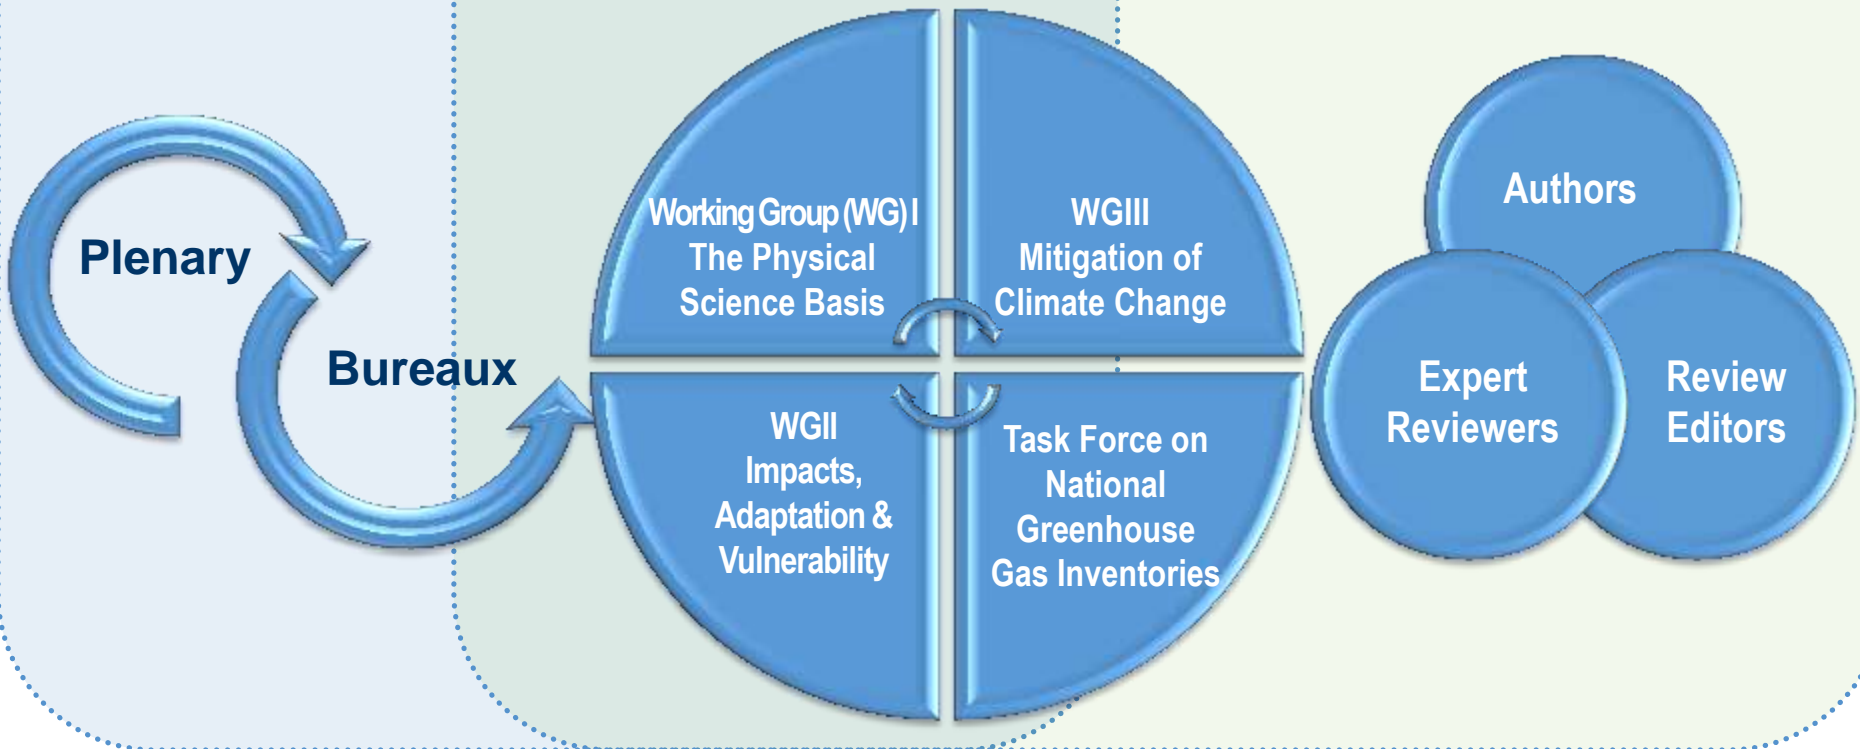 Plenary
Bureaux
Working Group (WG) I
The Physical
Science Basis
WGIII
Mitigation of
Climate Change
WGII
Impacts,
Adaptation &
Vulnerability
Task Force on
National
Greenhouse
Gas Inventories
Authors
Expert
Reviewers
Review
Editors